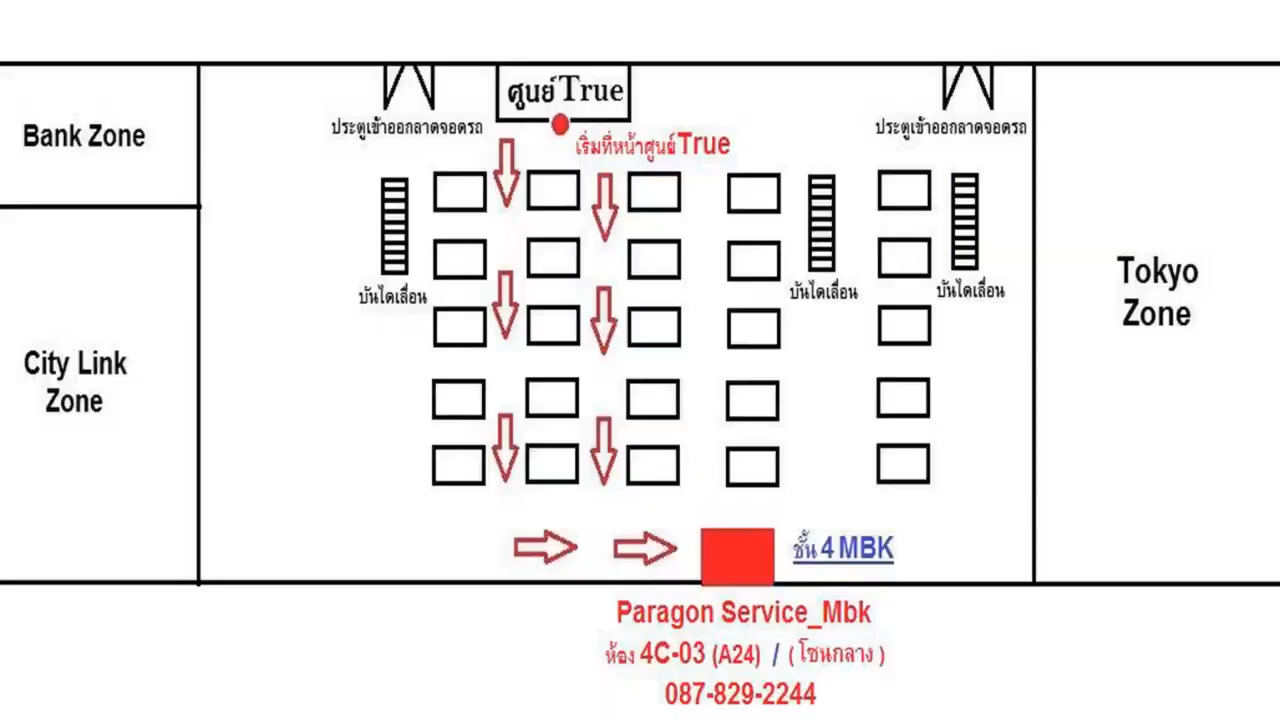 ศูนย์True
ประตูเข้าออกลาดจอดรถ
ประตูเข้าออกลาดจอดรถ
Bank Zone
เริ่มที่หน้าศูนย์True
บันไดเลื่อน
บันไดเลื่อน
บันไดเลื่อน
Tokyo
Zone
City Link
Zone
ชั้น 4 MBK
Paragon Service_Mbk
ห้อง 4C-03 (A24) / ( โซนกลาง )
087-829-2244